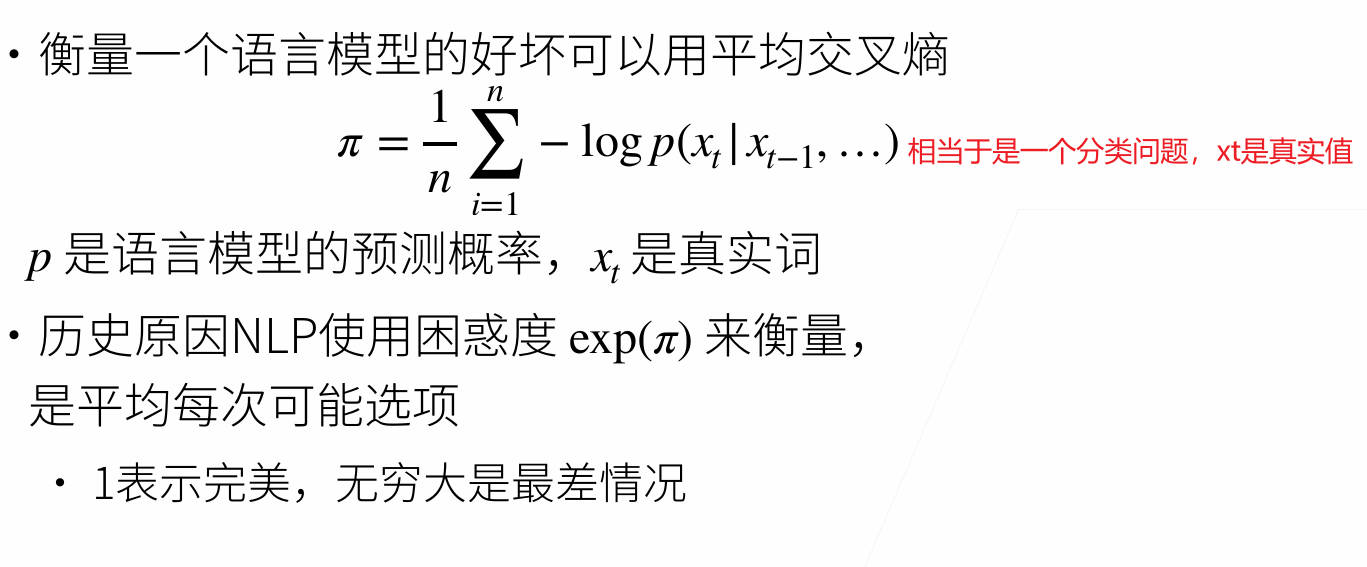 • 衡量一个语言模型的好坏可以用平均交叉熵
π = \frac{1}{n} \sum_{i=1}^{n} − log p(x_t | x_{t−1}, …) 相当于是一个分类问题，xt是真实值
p 是语言模型的预测概率，x_t 是真实词
• 历史原因NLP使用困惑度 exp(π) 来衡量，
是平均每次可能选项
• 1表示完美，无穷大是最差情况